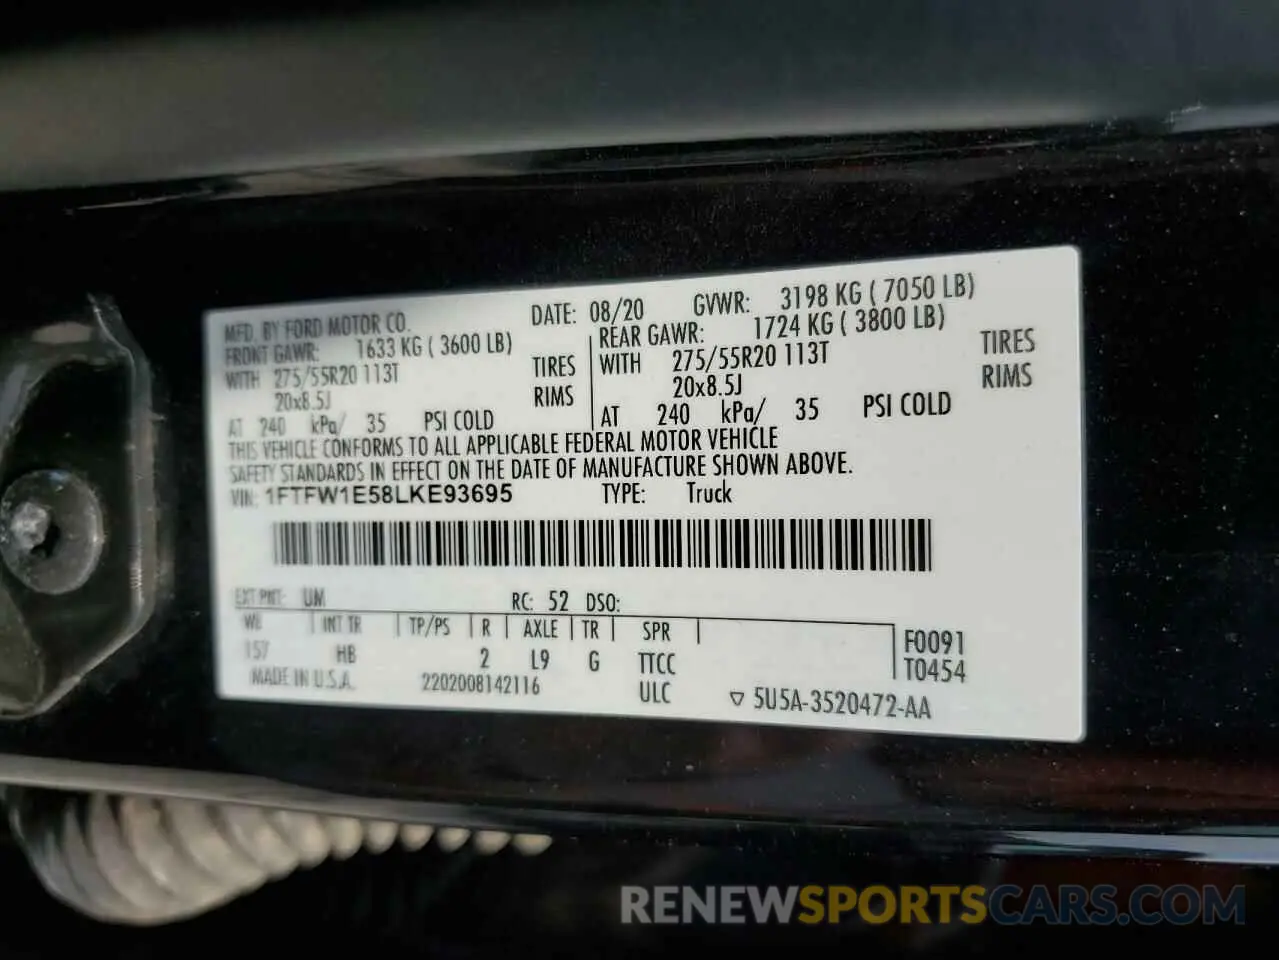 MFD. BY FORD MOTOR CO. DATE: 08/20 GVWR: 3198 KG ( 7050 LB)
FRONT GAWR: 1633 KG ( 3600 LB) REAR GAWR: 1724 KG ( 3800 LB)
WITH 275/55R20 113T TIRES WITH 275/55R20 113T TIRES
20x8.5J RIMS 20x8.5J RIMS
AT 240 kPa/ 35 PSI COLD AT 240 kPa/ 35 PSI COLD
THIS VEHICLE CONFORMS TO ALL APPLICABLE FEDERAL MOTOR VEHICLE
SAFETY STANDARDS IN EFFECT ON THE DATE OF MANUFACTURE SHOWN ABOVE.
VIN: 1FTFW1E58LKE93695 TYPE: Truck
EXT PNT: UM RC: 52 DSO:
WB INT TR TP/PS R AXLE TR SPR F0091
157 HB 2 L9 G TTCC T0454
MADE IN U.S.A. 2202008142116 ULC ▽ 5U5A-3520472-AA
RENEWSPORTSCARS.COM